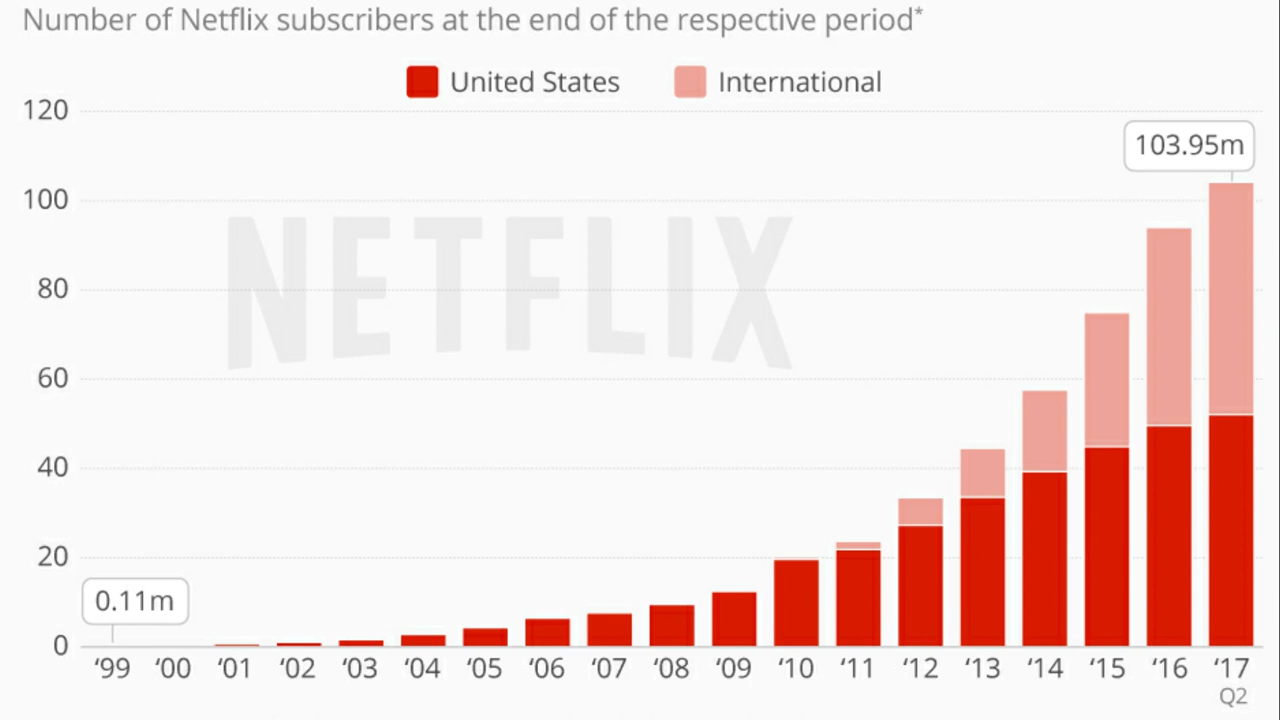 Number of Netflix subscribers at the end of the respective period*
United States International
120
103.95m
100
NETFLIX
80
60
40
20
0.11m
0
‘99 ‘00 ‘01 ‘02 ‘03 ‘04 ‘05 ‘06 ‘07 ‘08 ‘09 ‘10 ‘11 ‘12 ‘13 ‘14 ‘15 ‘16 ‘17
Q2